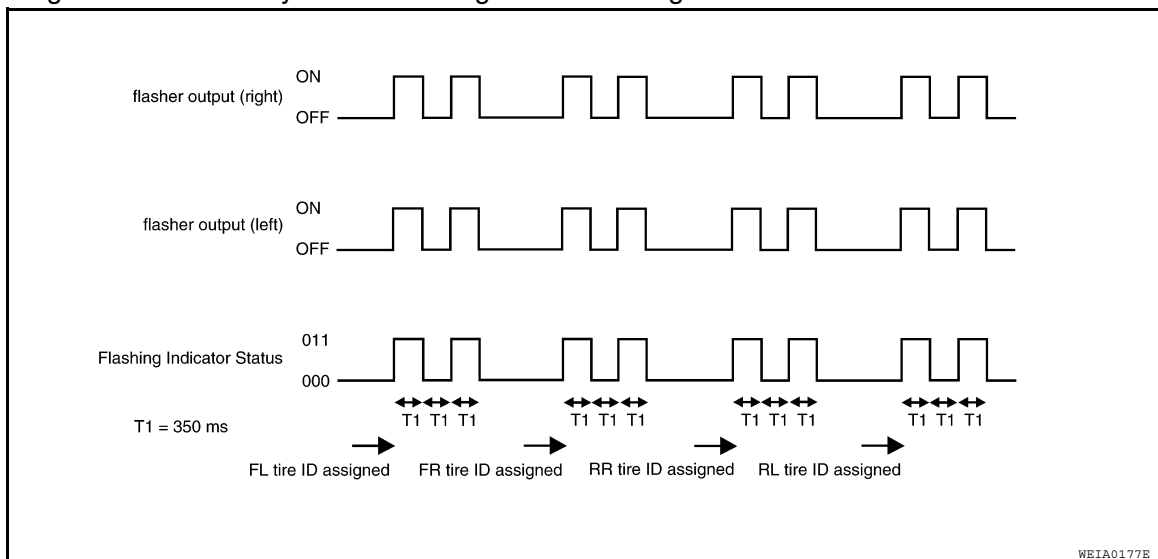 ON
flasher output (right)
OFF
ON
flasher output (left)
OFF
011
Flashing Indicator Status
000
T1 T1 T1 T1 T1 T1 T1 T1 T1 T1 T1 T1
T1 = 350 ms
FL tire ID assigned FR tire ID assigned RR tire ID assigned RL tire ID assigned
WEIA0177E